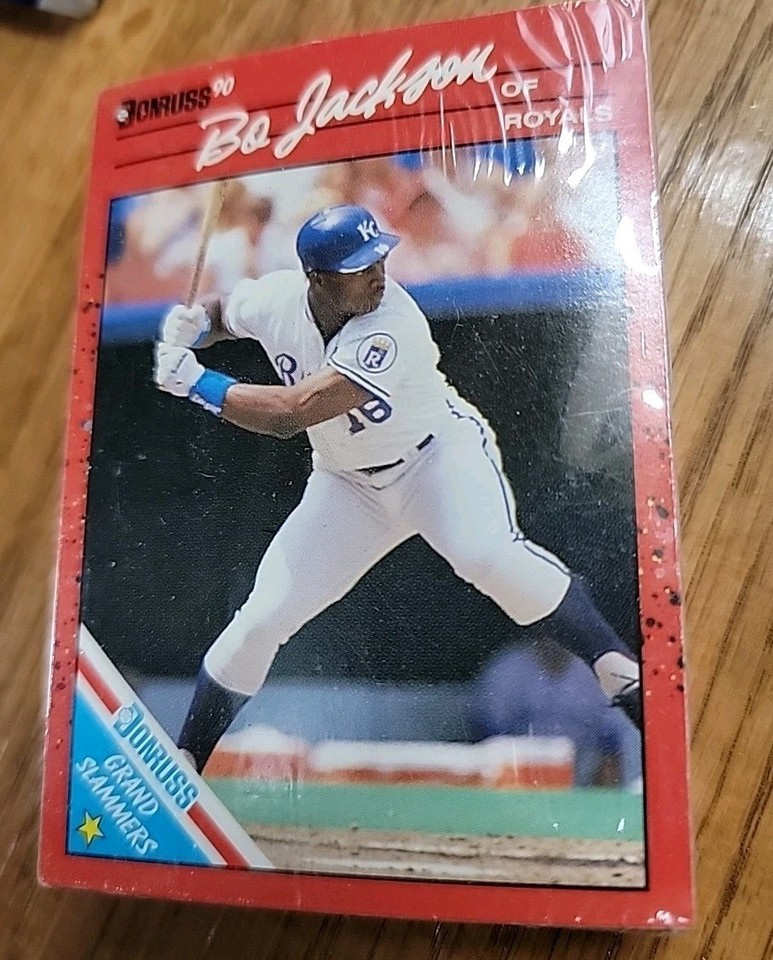 DONRUSS '90
Bo Jackson
OF
ROYALS
KC
R
R
16
DONRUSS
GRAND
SLAMMERS